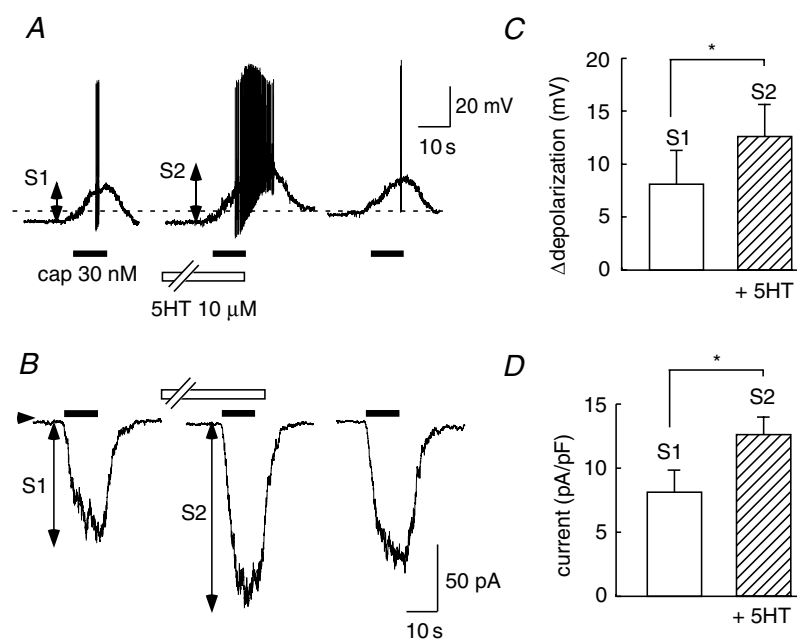 A
S1
S2
20 mV
10 s
cap 30 nM
5HT 10 μM
B
S1
S2
50 pA
10 s
C
Δdepolarization (mV)
20
15
10
5
0
*
S1
S2
+ 5HT
D
current (pA/pF)
15
10
5
0
*
S1
S2
+ 5HT